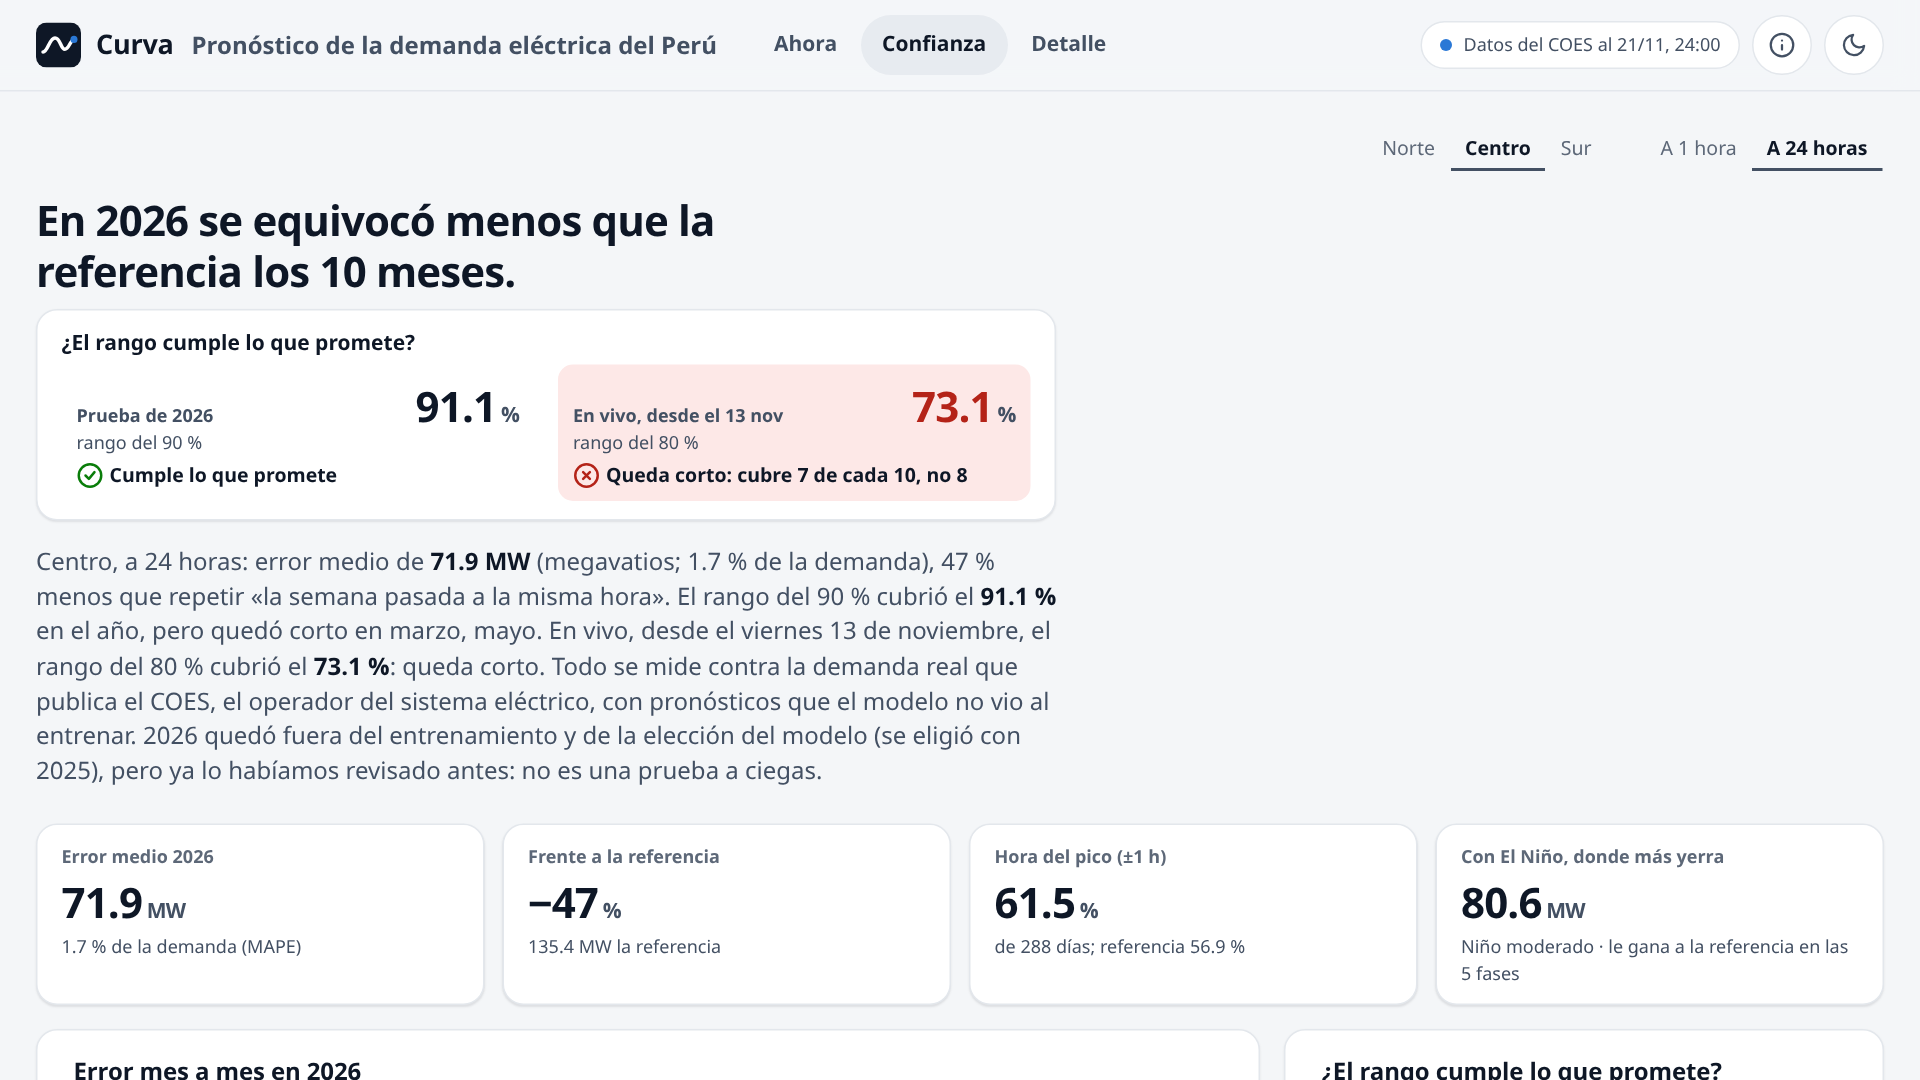 Curva Pronóstico de la demanda eléctrica del Perú Ahora Confianza Detalle Datos del COES al 21/11, 24:00
Norte Centro Sur A 1 hora A 24 horas
En 2026 se equivocó menos que la
referencia los 10 meses.
¿El rango cumple lo que promete?
Prueba de 2026 91.1 %
rango del 90 %
Cumple lo que promete
En vivo, desde el 13 nov 73.1 %
rango del 80 %
Queda corto: cubre 7 de cada 10, no 8
Centro, a 24 horas: error medio de 71.9 MW (megavatios; 1.7 % de la demanda), 47 %
menos que repetir «la semana pasada a la misma hora». El rango del 90 % cubrió el 91.1 %
en el año, pero quedó corto en marzo, mayo. En vivo, desde el viernes 13 de noviembre, el
rango del 80 % cubrió el 73.1 %: queda corto. Todo se mide contra la demanda real que
publica el COES, el operador del sistema eléctrico, con pronósticos que el modelo no vio al
entrenar. 2026 quedó fuera del entrenamiento y de la elección del modelo (se eligió con
2025), pero ya lo habíamos revisado antes: no es una prueba a ciegas.
Error medio 2026
71.9 MW
1.7 % de la demanda (MAPE)
Frente a la referencia
−47 %
135.4 MW la referencia
Hora del pico (±1 h)
61.5 %
de 288 días; referencia 56.9 %
Con El Niño, donde más yerra
80.6 MW
Niño moderado · le gana a la referencia en las
5 fases
Error mes a mes en 2026
¿El rango cumple lo que promete?